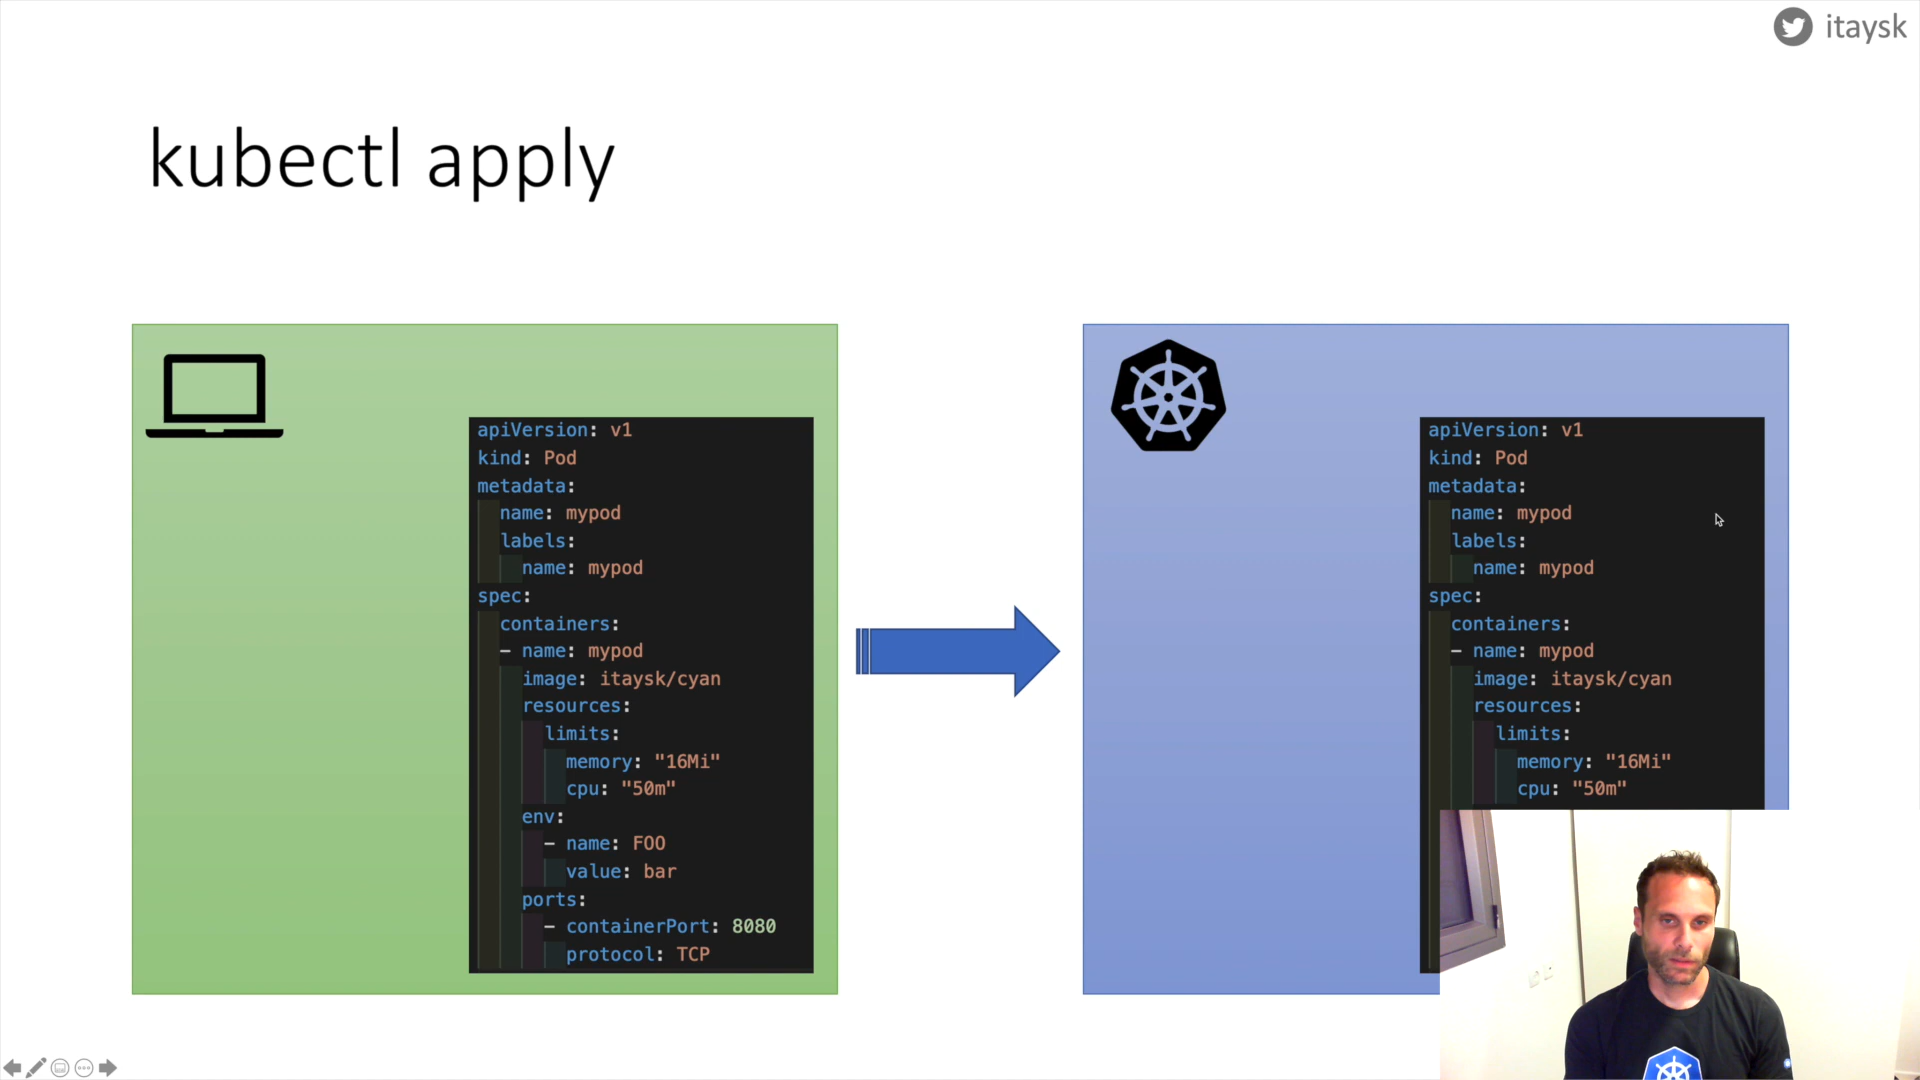 itaysk
kubectl apply
apiVersion: v1
kind: Pod
metadata:
name: mypod
labels:
name: mypod
spec:
containers:
- name: mypod
image: itaysk/cyan
resources:
limits:
memory: "16Mi"
cpu: "50m"
env:
- name: FOO
value: bar
ports:
- containerPort: 8080
protocol: TCP
apiVersion: v1
kind: Pod
metadata:
name: mypod
labels:
name: mypod
spec:
containers:
- name: mypod
image: itaysk/cyan
resources:
limits:
memory: "16Mi"
cpu: "50m"